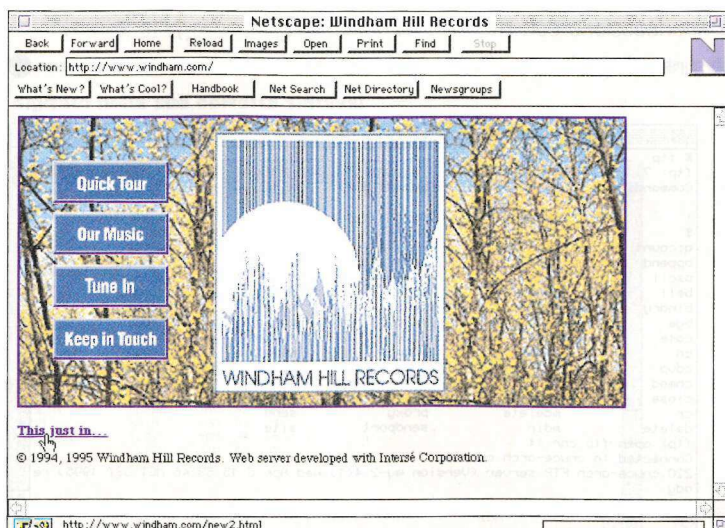 Netscape: Windham Hill Records
Back Forward Home Reload Images Open Print Find Stop
Location: http://www.windham.com/
What's New? What's Cool? Handbook Net Search Net Directory Newsgroups
N
Quick Tour
Our Music
Tune In
Keep in Touch
WINDHAM HILL RECORDS
This just in...
© 1994, 1995 Windham Hill Records. Web server developed with Intersé Corporation.
http://www.windham.com/new2.html